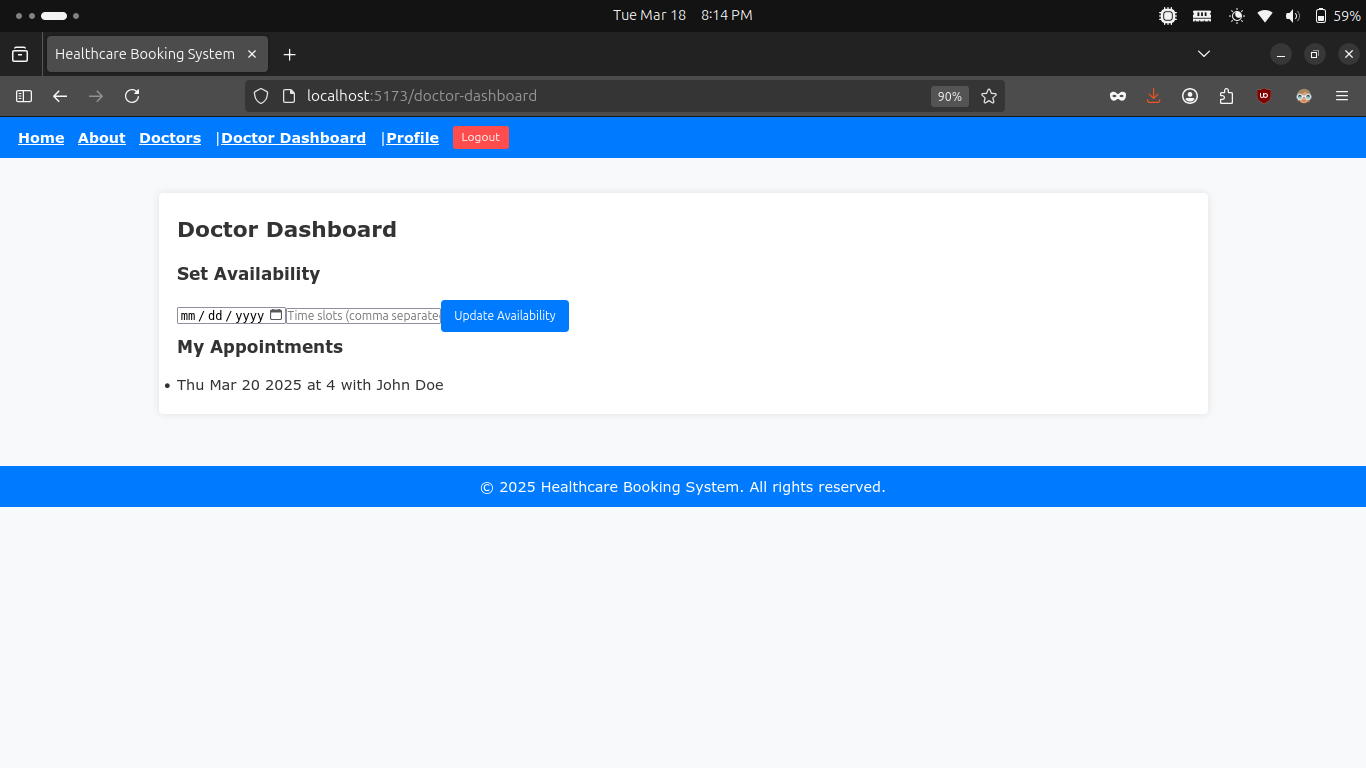 Tue Mar 18 8:14 PM
59%
Healthcare Booking System
localhost:5173/doctor-dashboard
90%
Home About Doctors |Doctor Dashboard |Profile Logout
Doctor Dashboard
Set Availability
mm / dd / yyyy Time slots (comma separated Update Availability
My Appointments
• Thu Mar 20 2025 at 4 with John Doe
© 2025 Healthcare Booking System. All rights reserved.